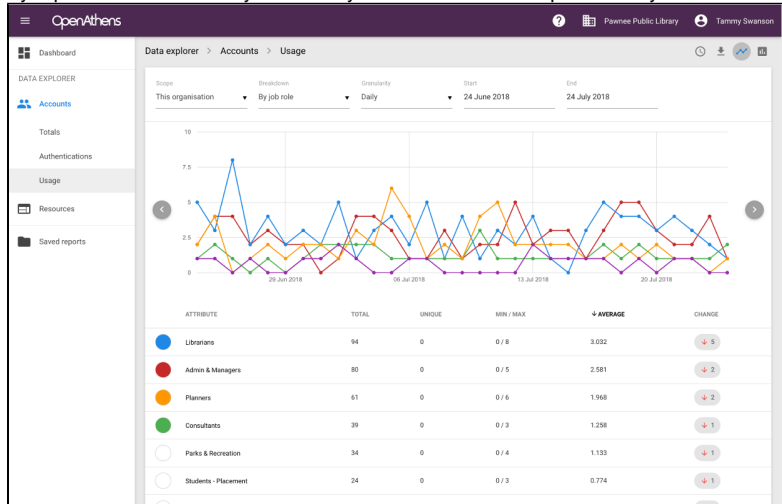 OpenAthens
Pawnee Public Library
Tammy Swanson
Dashboard
DATA EXPLORER
Accounts
Totals
Authentications
Usage
Resources
Saved reports
Data explorer > Accounts > Usage
Scope Breakdown Granularity Start End
This organisation By job role Daily 24 June 2018 24 July 2018
10
7.5
5
2.5
0
29 Jun 2018 06 Jul 2018 13 Jul 2018 20 Jul 2018
ATTRIBUTE TOTAL UNIQUE MIN / MAX ↓ AVERAGE CHANGE
Librarians 94 0 0 / 8 3.032 ↓ 5
Admin & Managers 80 0 0 / 5 2.581 ↓ 2
Planners 61 0 0 / 6 1.968 ↓ 2
Consultants 39 0 0 / 3 1.258 ↓ 1
Parks & Recreation 34 0 0 / 4 1.133 ↓ 1
Students - Placement 24 0 0 / 3 0.774 ↓ 1